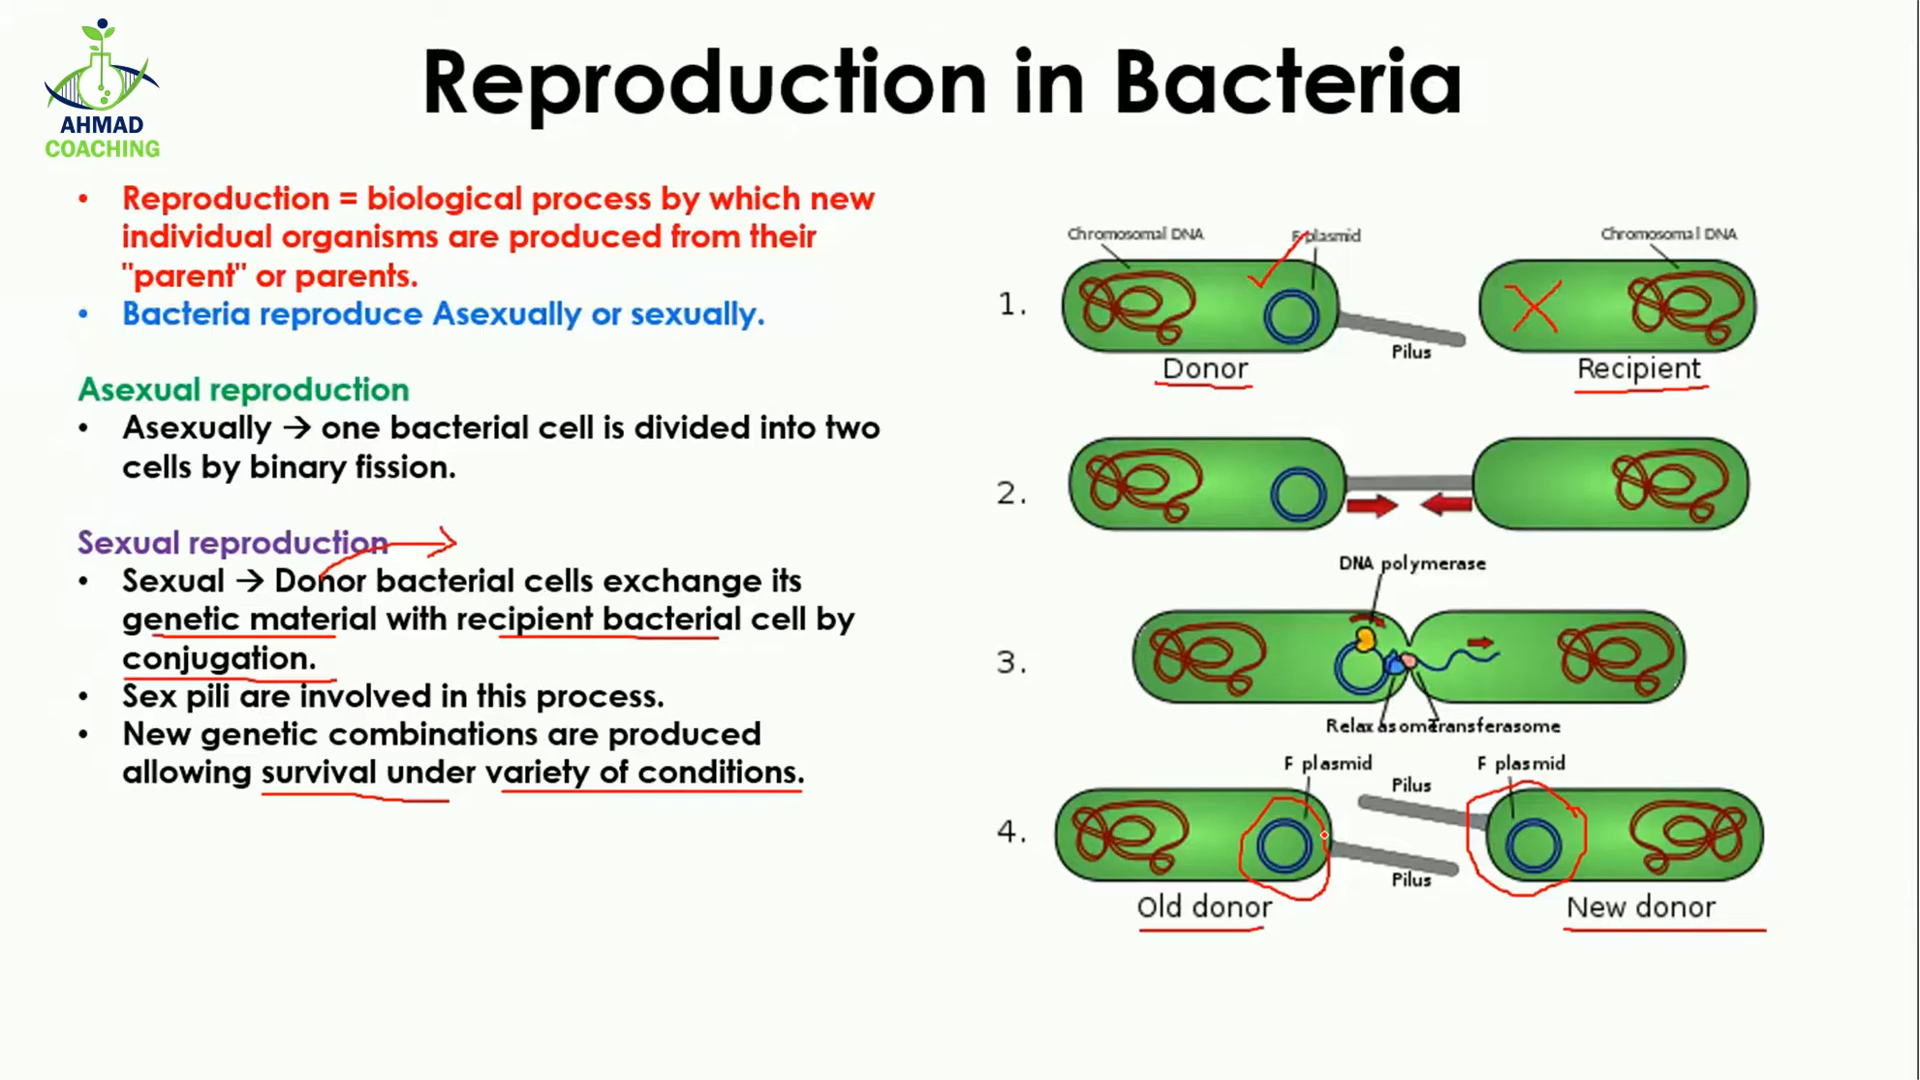 AHMAD
COACHING
Reproduction in Bacteria
• Reproduction = biological process by which new
individual organisms are produced from their
"parent" or parents.
• Bacteria reproduce Asexually or sexually.
Asexual reproduction
• Asexually → one bacterial cell is divided into two
cells by binary fission.
Sexual reproduction
• Sexual → Donor bacterial cells exchange its
genetic material with recipient bacterial cell by
conjugation.
• Sex pili are involved in this process.
• New genetic combinations are produced
allowing survival under variety of conditions.
Chromosomal DNA F plasmid Chromosomal DNA
1.
Pilus
Donor Recipient
2.
DNA polymerase
3.
Relaxasome Transferasome
F plasmid F plasmid
Pilus
4.
Pilus
Old donor New donor